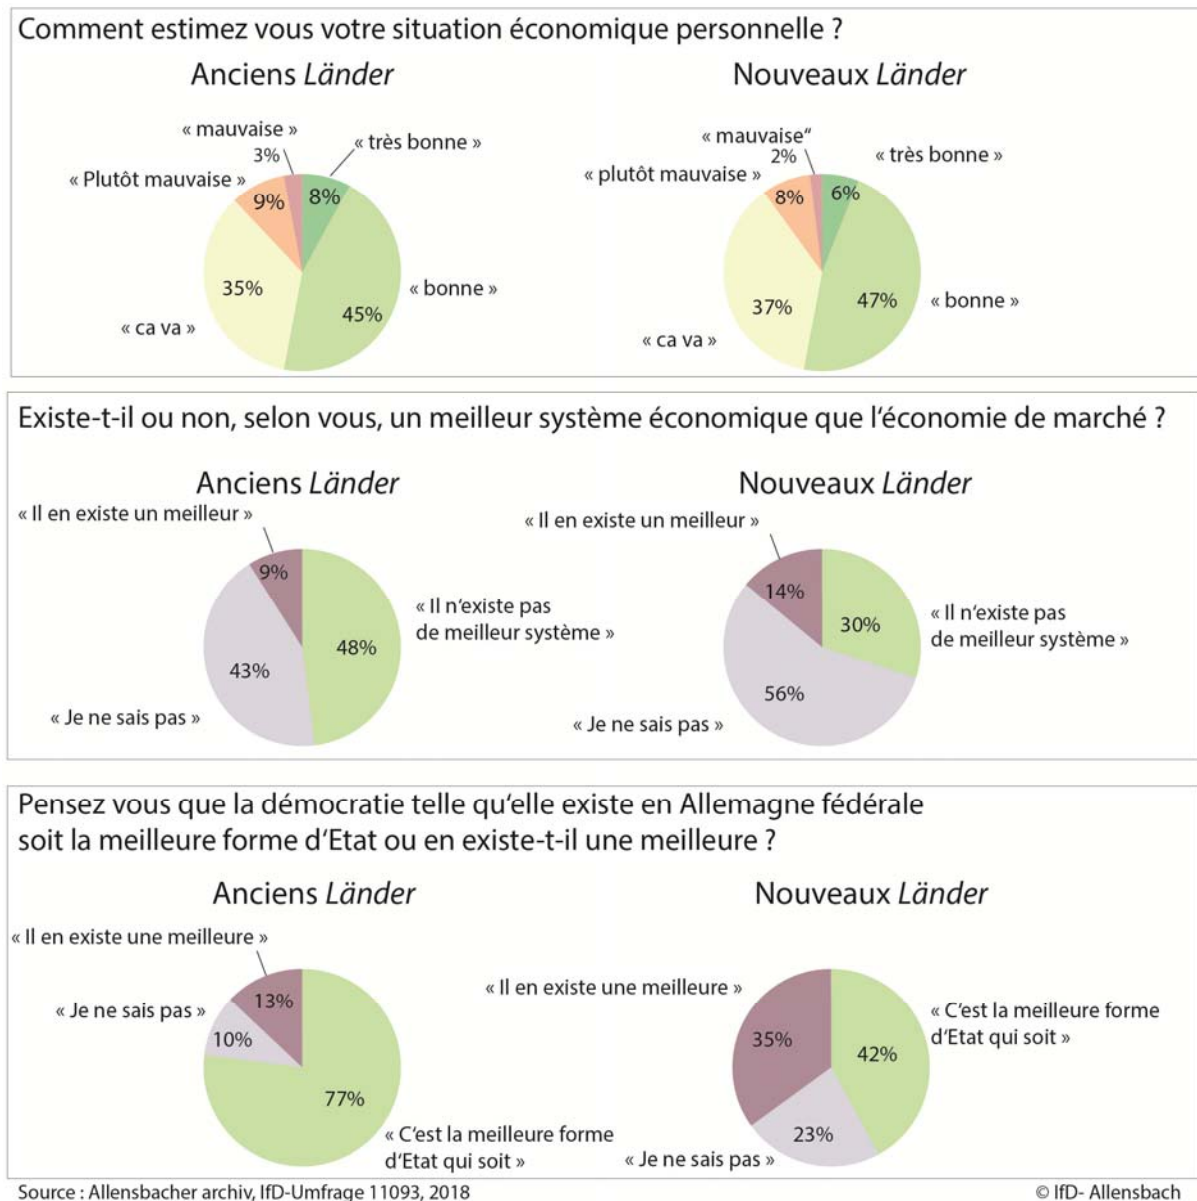 Comment estimez vous votre situation économique personnelle ?
Anciens Länder
« mauvaise »
3%
« très bonne »
« Plutôt mauvaise »
9%
8%
35%
« bonne »
45%
« ca va »
Nouveaux Länder
« mauvaise“
2%
« très bonne »
« plutôt mauvaise »
8%
6%
37%
47%
« bonne »
« ca va »
Existe-t-il ou non, selon vous, un meilleur système économique que l‘économie de marché ?
Anciens Länder
« Il en existe un meilleur »
9%
« Il n‘existe pas
de meilleur système »
48%
43%
« Je ne sais pas »
Nouveaux Länder
« Il en existe un meilleur »
14%
« Il n‘existe pas
de meilleur système »
30%
56%
« Je ne sais pas »
Pensez vous que la démocratie telle qu‘elle existe en Allemagne fédérale
soit la meilleure forme d‘Etat ou en existe-t-il une meilleure ?
Anciens Länder
« Il en existe une meilleure »
13%
« Je ne sais pas »
10%
77%
« C‘est la meilleure forme
d‘Etat qui soit »
Nouveaux Länder
« Il en existe une meilleure »
35%
« C‘est la meilleure forme
d‘Etat qui soit »
42%
23%
« Je ne sais pas »
Source : Allensbacher archiv, IfD-Umfrage 11093, 2018
© IfD- Allensbach